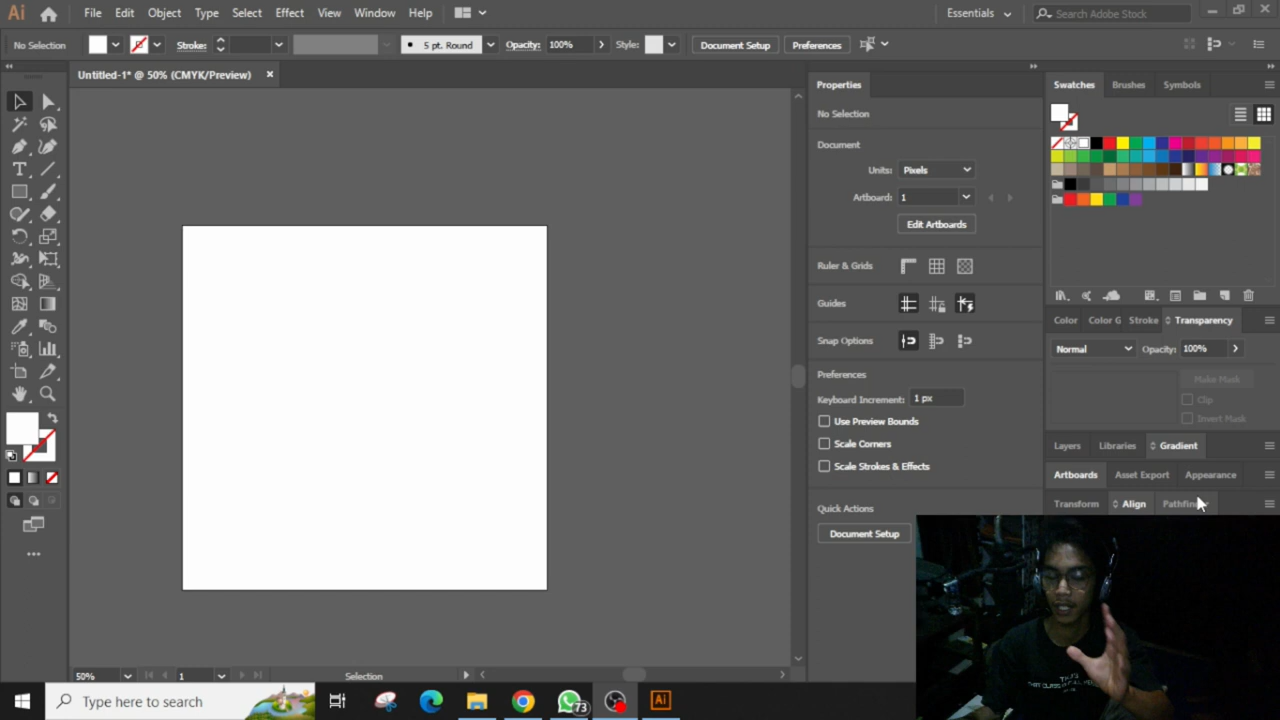 Ai File Edit Object Type Select Effect View Window Help Essentials Search Adobe Stock
No Selection Stroke: 5 pt. Round Opacity: 100% Style: Document Setup Preferences
Untitled-1* @ 50% (CMYK/Preview) ×
Properties
No Selection
Document
Units: Pixels
Artboard: 1
Edit Artboards
Ruler & Grids
Guides
Snap Options
Preferences
Keyboard Increment: 1 px
Use Preview Bounds
Scale Corners
Scale Strokes & Effects
Quick Actions
Document Setup
Swatches Brushes Symbols
Color Color G Stroke Transparency
Normal Opacity: 100%
Make Mask
Clip
Invert Mask
Layers Libraries Gradient
Artboards Asset Export Appearance
Transform Align
50% 1 Selection
Type here to search 73 Ai